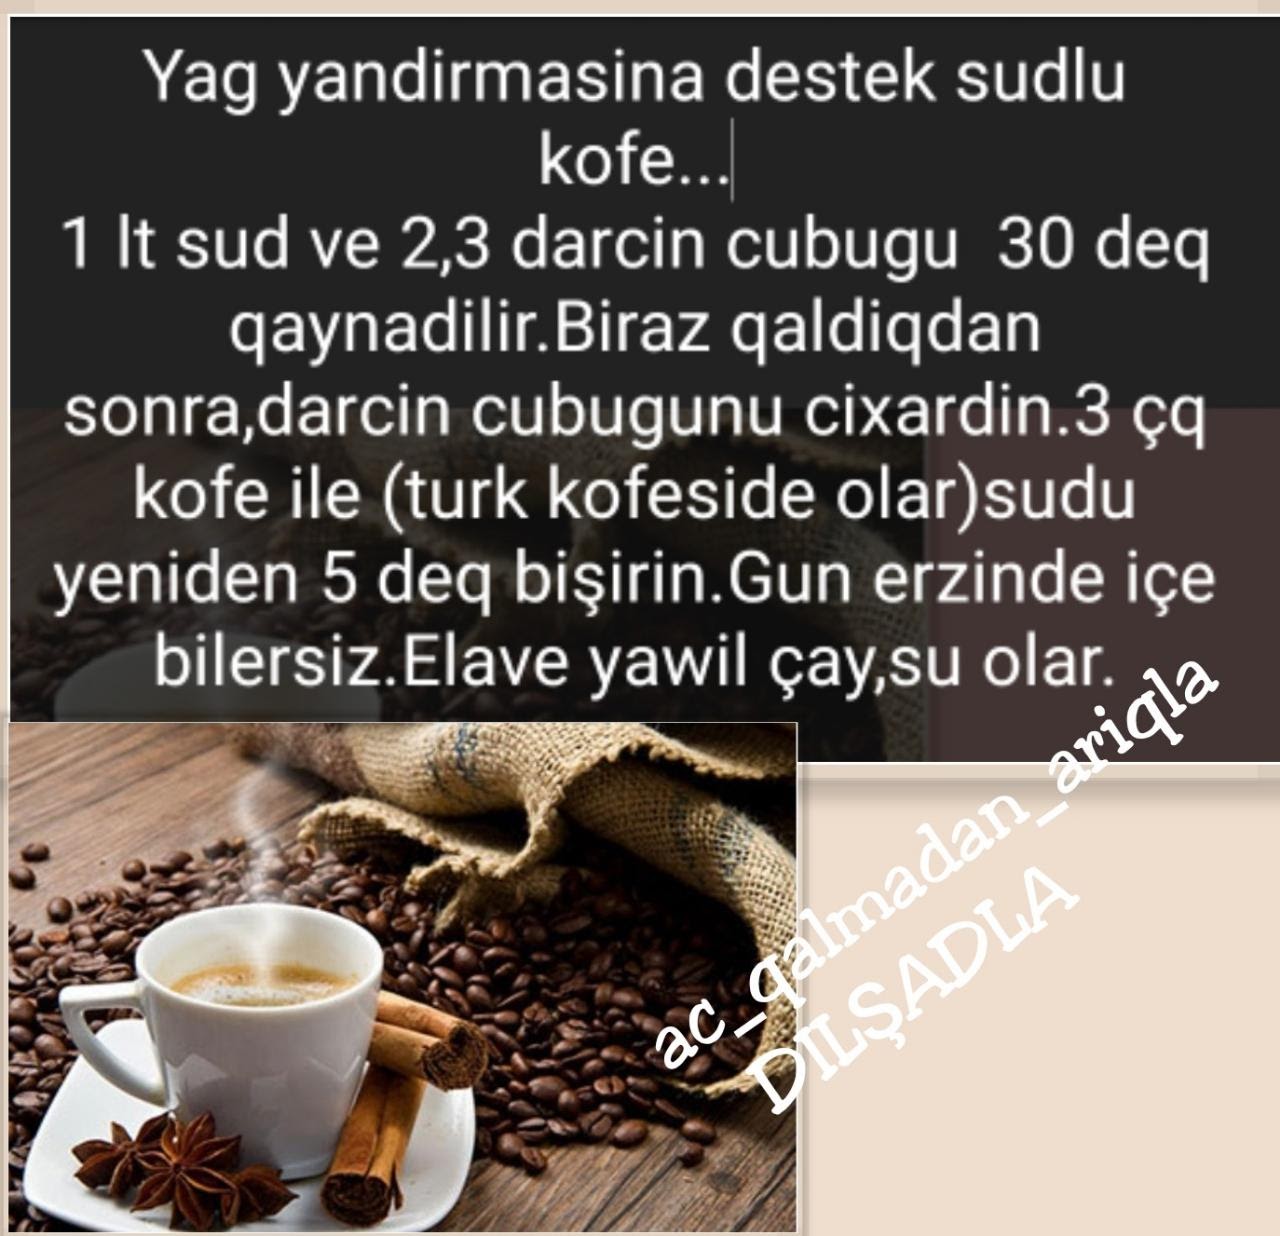 Yag yandirmasina destek sudlu
kofe...
1 lt sud ve 2,3 darcin cubugu 30 deq
qaynadilir.Biraz qaldiqdan
sonra,darcin cubugunu cixardin.3 çq
kofe ile (turk kofeside olar)sudu
yeniden 5 deq bişirin.Gun erzinde içe
bilersiz.Elave yawil çay,su olar.
ac_qalmadan_ariqla
DILŞADLA